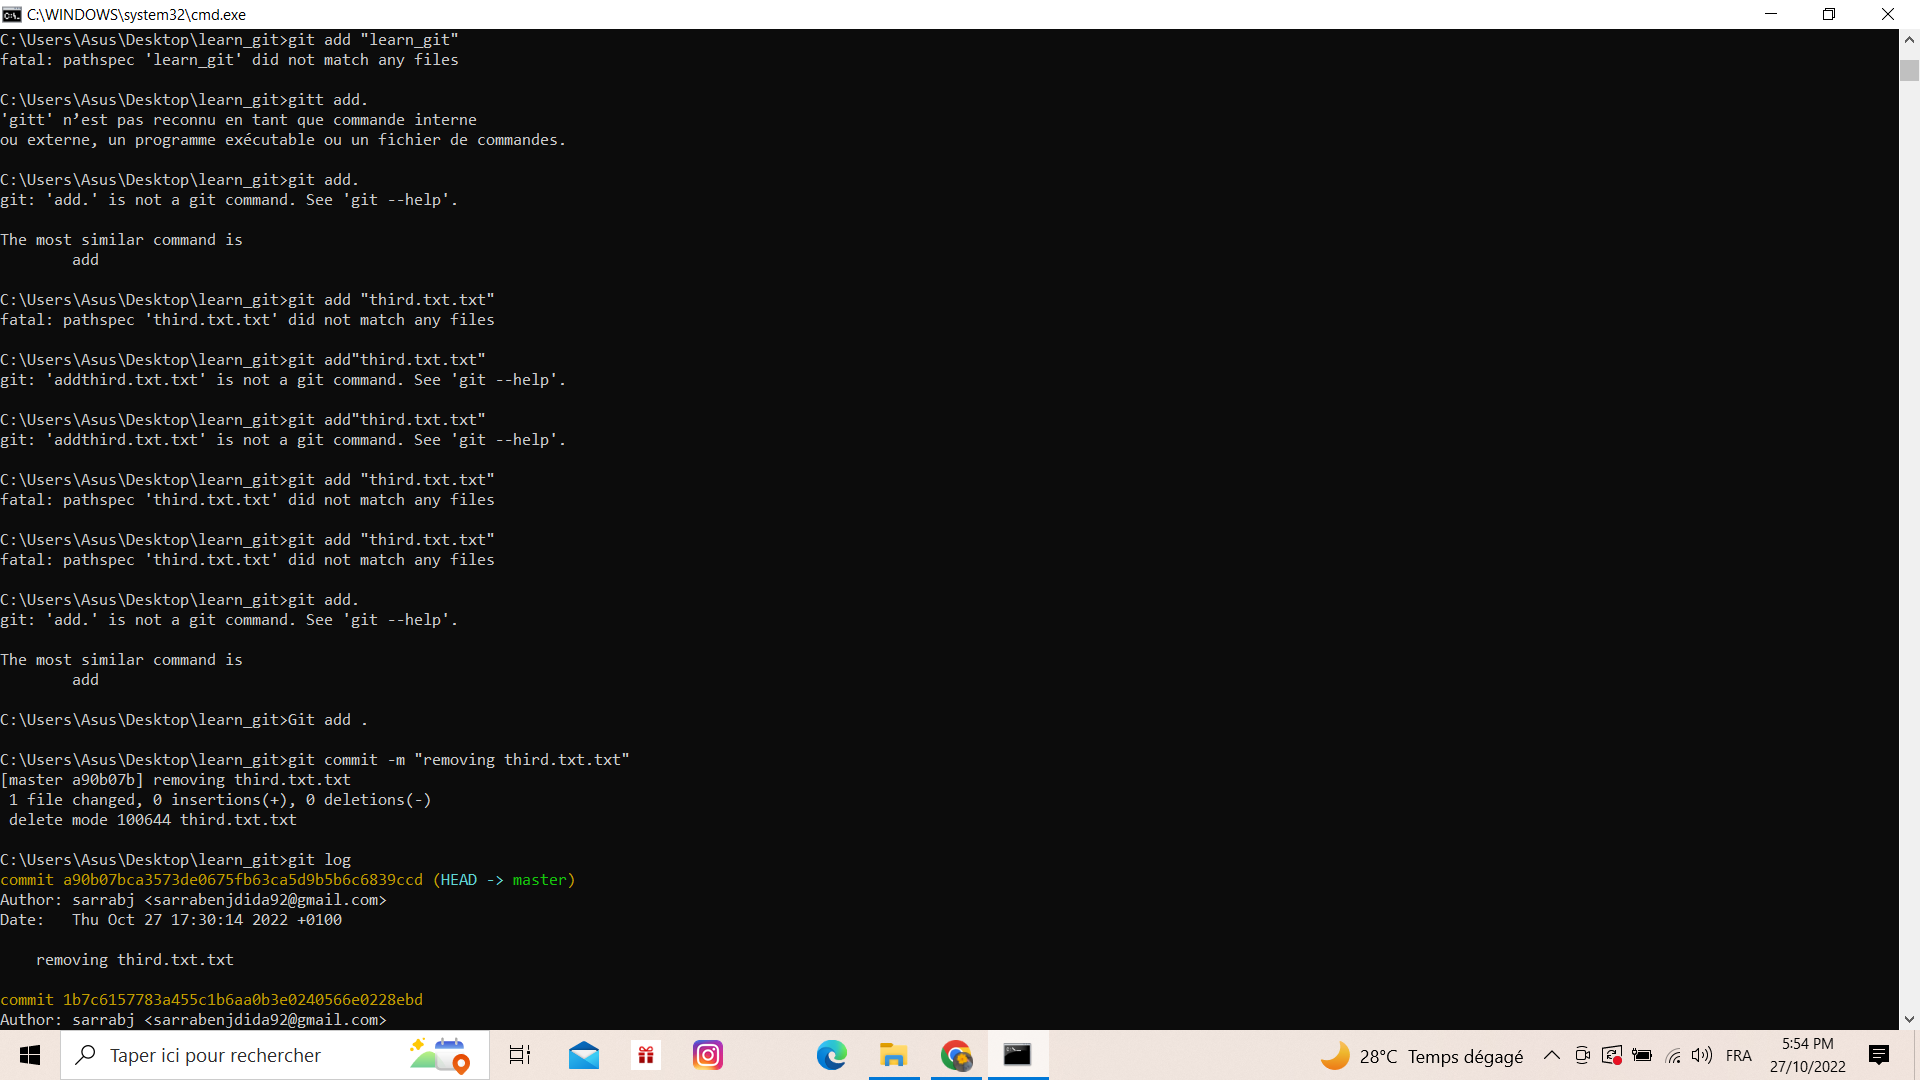 C:\WINDOWS\system32\cmd.exe
C:\Users\Asus\Desktop\learn_git>git add "learn_git"
fatal: pathspec 'learn_git' did not match any files
C:\Users\Asus\Desktop\learn_git>gitt add.
'gitt' n’est pas reconnu en tant que commande interne
ou externe, un programme exécutable ou un fichier de commandes.
C:\Users\Asus\Desktop\learn_git>git add.
git: 'add.' is not a git command. See 'git --help'.
The most similar command is
add
C:\Users\Asus\Desktop\learn_git>git add "third.txt.txt"
fatal: pathspec 'third.txt.txt' did not match any files
C:\Users\Asus\Desktop\learn_git>git add"third.txt.txt"
git: 'addthird.txt.txt' is not a git command. See 'git --help'.
C:\Users\Asus\Desktop\learn_git>git add"third.txt.txt"
git: 'addthird.txt.txt' is not a git command. See 'git --help'.
C:\Users\Asus\Desktop\learn_git>git add "third.txt.txt"
fatal: pathspec 'third.txt.txt' did not match any files
C:\Users\Asus\Desktop\learn_git>git add "third.txt.txt"
fatal: pathspec 'third.txt.txt' did not match any files
C:\Users\Asus\Desktop\learn_git>git add.
git: 'add.' is not a git command. See 'git --help'.
The most similar command is
add
C:\Users\Asus\Desktop\learn_git>Git add .
C:\Users\Asus\Desktop\learn_git>git commit -m "removing third.txt.txt"
[master a90b07b] removing third.txt.txt
1 file changed, 0 insertions(+), 0 deletions(-)
delete mode 100644 third.txt.txt
C:\Users\Asus\Desktop\learn_git>git log
commit a90b07bca3573de0675fb63ca5d9b5b6c6839ccd (HEAD -> master)
Author: sarrabj <sarrabenjdida92@gmail.com>
Date:   Thu Oct 27 17:30:14 2022 +0100
removing third.txt.txt
commit 1b7c6157783a455c1b6aa0b3e0240566e0228ebd
Author: sarrabj <sarrabenjdida92@gmail.com>
Taper ici pour rechercher
28°C Temps dégagé
FRA
5:54 PM
27/10/2022